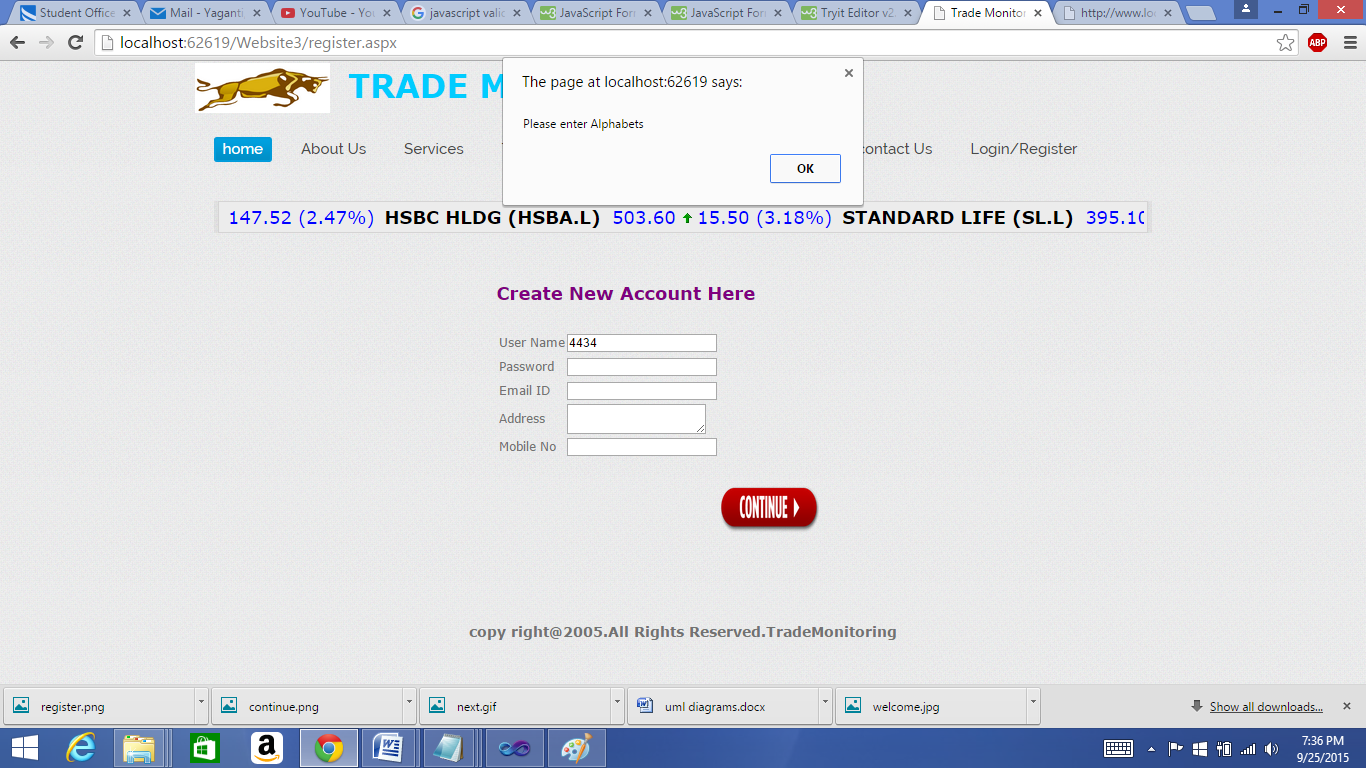 Student Office
Mail - Yaganti
YouTube - You
javascript valid
JavaScript For
JavaScript For
Tryit Editor v2
Trade Monitor
http://www.lo
localhost:62619/Website3/register.aspx
ABP
TRADE M
The page at localhost:62619 says:
Please enter Alphabets
OK
home
About Us
Services
contact Us
Login/Register
147.52 (2.47%) HSBC HLDG (HSBA.L) 503.60 15.50 (3.18%) STANDARD LIFE (SL.L) 395.10
Create New Account Here
User Name 4434
Password
Email ID
Address
Mobile No
CONTINUE
copy right@2005.All Rights Reserved.TradeMonitoring
register.png
continue.png
next.gif
uml diagrams.docx
welcome.jpg
Show all downloads...
7:36 PM
9/25/2015